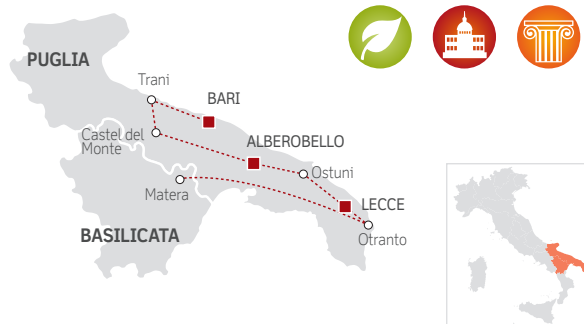 PUGLIA
Trani
BARI
Castel del
Monte
ALBEROBELLO
Ostuni
Matera
LECCE
BASILICATA
Otranto